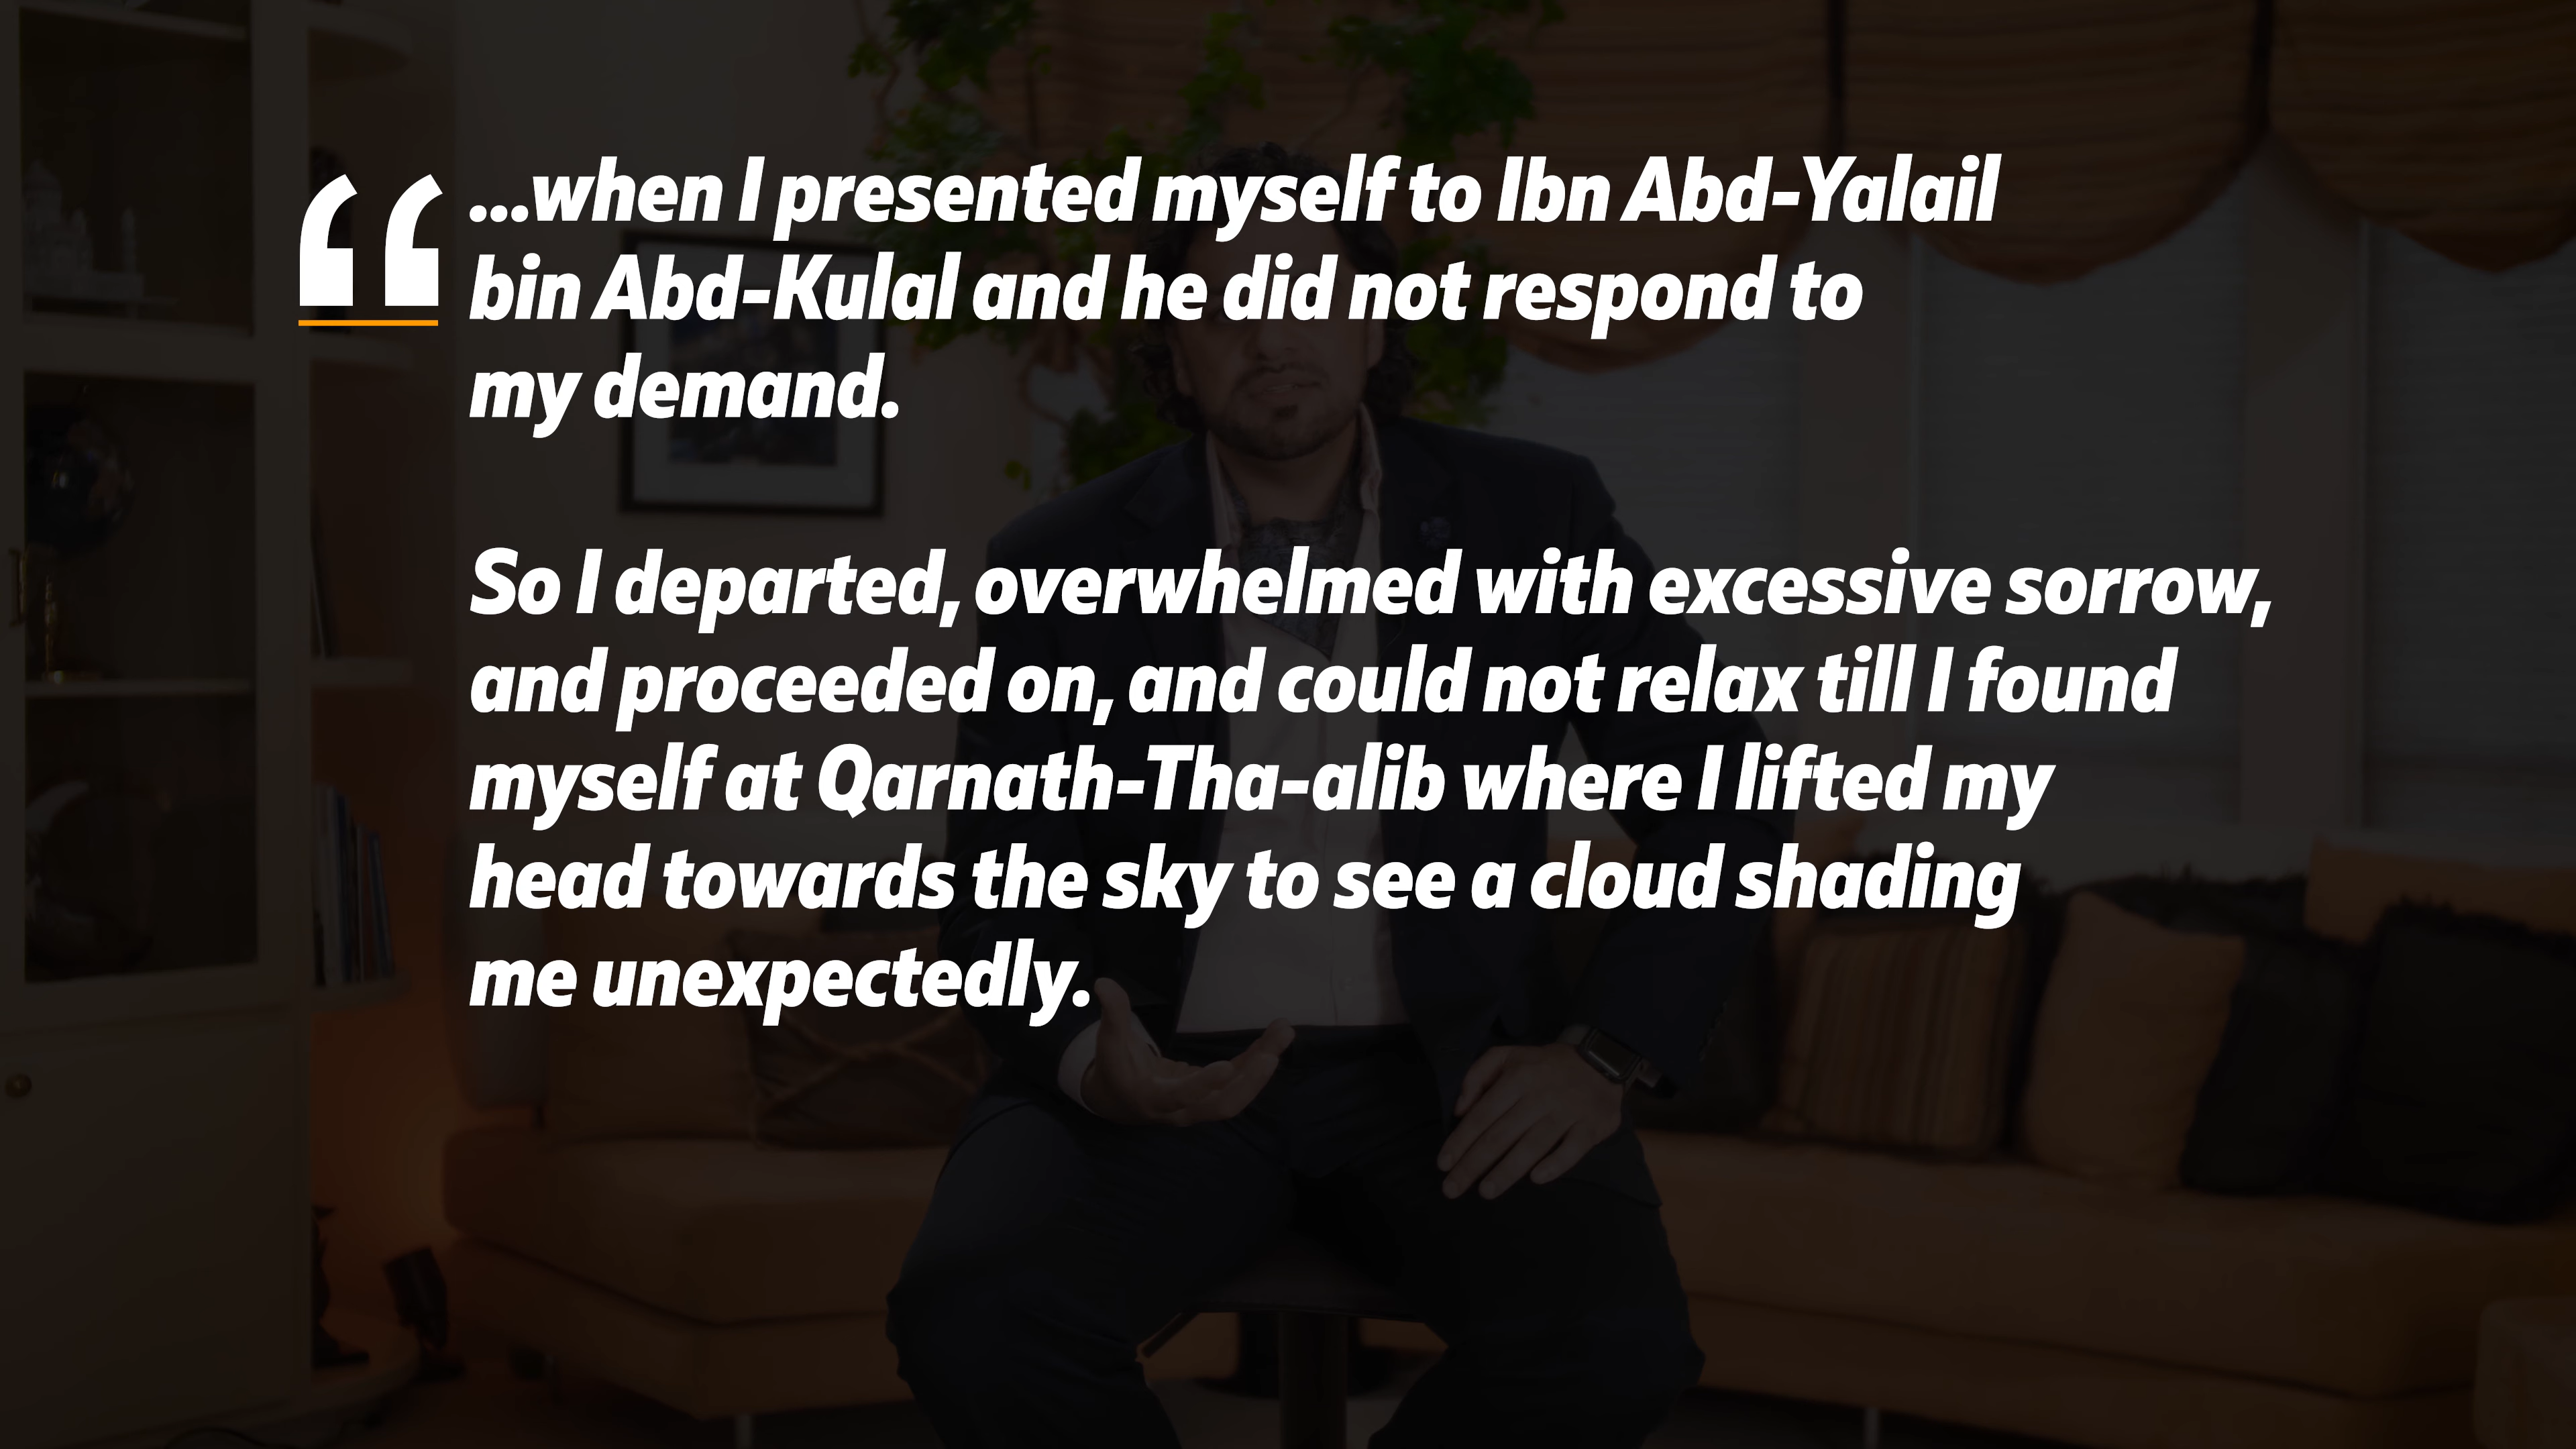 “ ...when I presented myself to Ibn Abd-Yalail
bin Abd-Kulal and he did not respond to
my demand.
So I departed, overwhelmed with excessive sorrow,
and proceeded on, and could not relax till I found
myself at Qarnath-Tha-alib where I lifted my
head towards the sky to see a cloud shading
me unexpectedly.